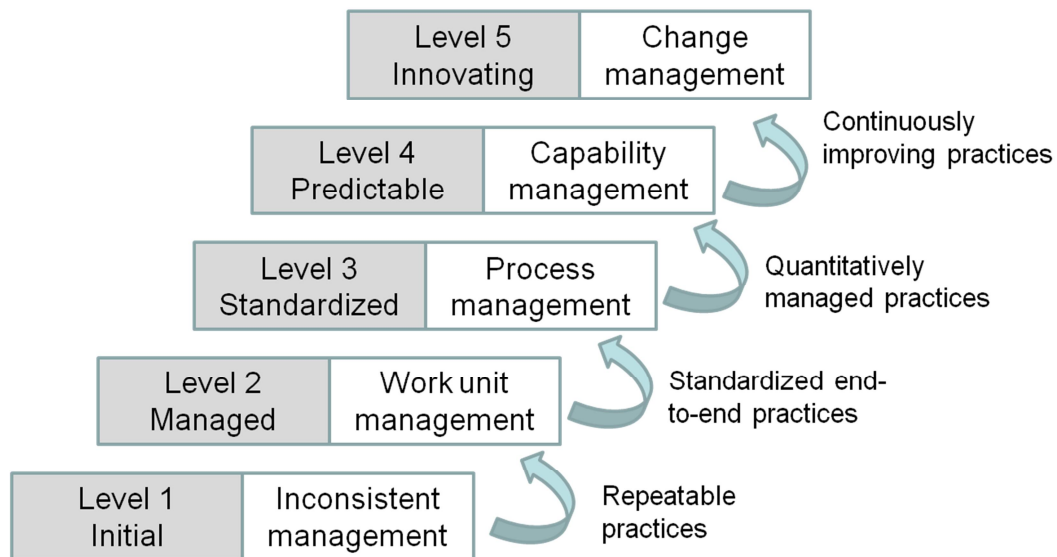 Level 5
Innovating
Change
management
Continuously
improving practices
Level 4
Predictable
Capability
management
Quantitatively
managed practices
Level 3
Standardized
Process
management
Standardized end-
to-end practices
Level 2
Managed
Work unit
management
Repeatable
practices
Level 1
Initial
Inconsistent
management